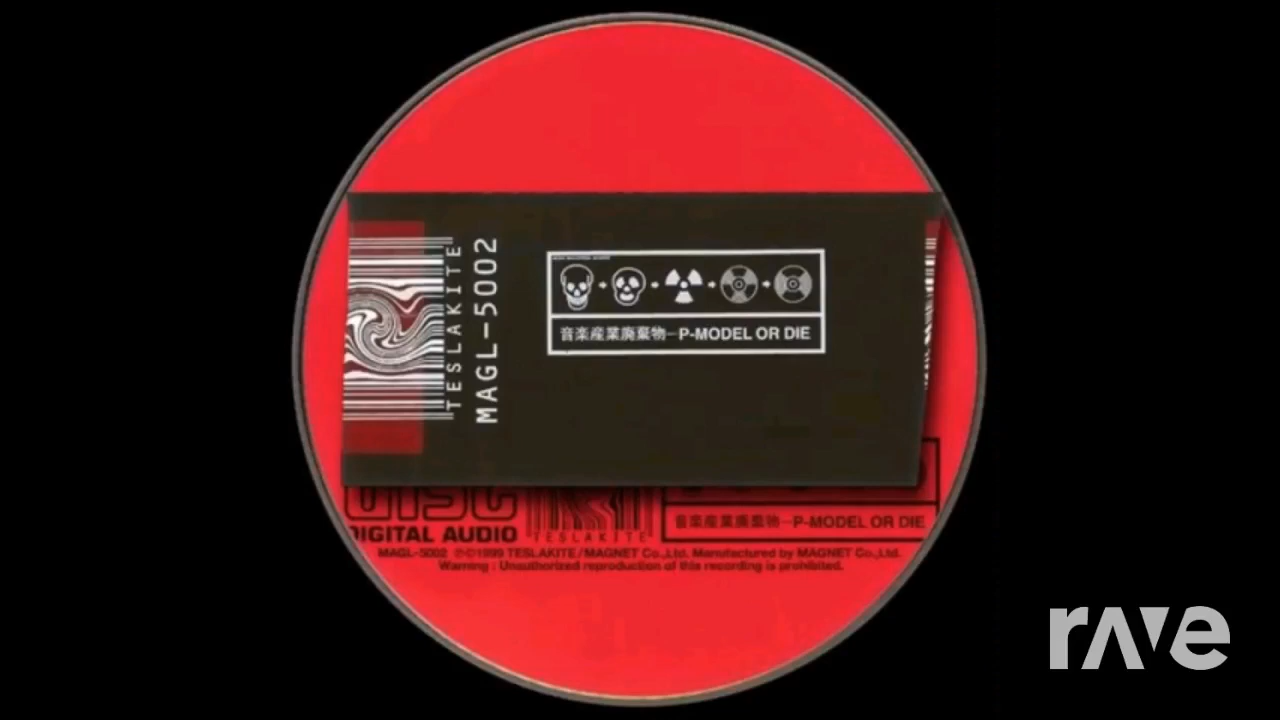 TESLAKITE
MAGL-5002
音楽産業廃棄物—P-MODEL OR DIE
DISC
DIGITAL AUDIO
TESLAKITE
音楽産業廃棄物—P-MODEL OR DIE
MAGL-5002 ℗©1999 TESLAKITE/MAGNET Co.,Ltd. Manufactured by MAGNET Co.,Ltd.
Warning : Unauthorized reproduction of this recording is prohibited.
rave